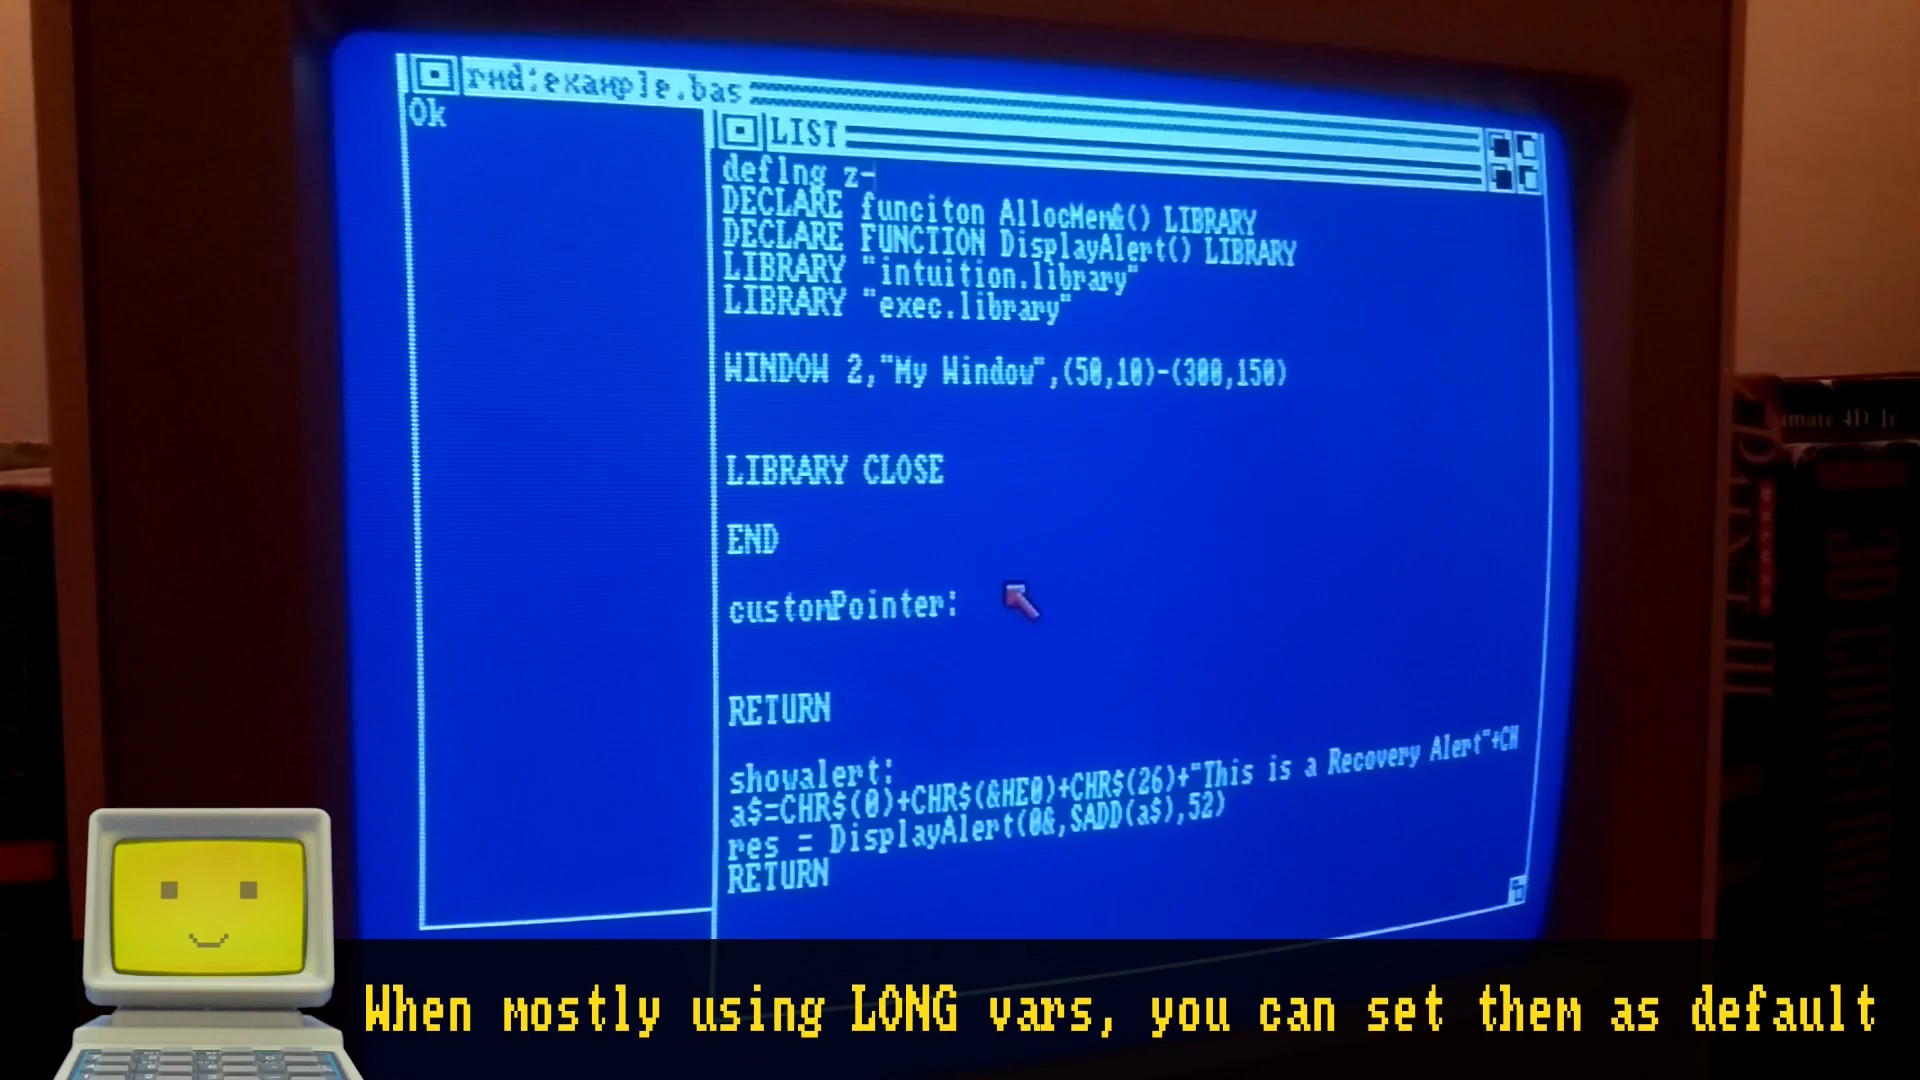 rmd:example.bas
Ok
LIST
deflng z-
DECLARE funciton AllocMem&() LIBRARY
DECLARE FUNCTION DisplayAlert() LIBRARY
LIBRARY "intuition.library"
LIBRARY "exec.library"
WINDOW 2,"My Window",(50,10)-(300,150)
LIBRARY CLOSE
END
customPointer:
RETURN
showalert:
a$=CHR$(0)+CHR$(&HE0)+CHR$(26)+"This is a Recovery Alert"+CH
res = DisplayAlert(0&,SADD(a$),52)
RETURN
When mostly using LONG vars, you can set them as default